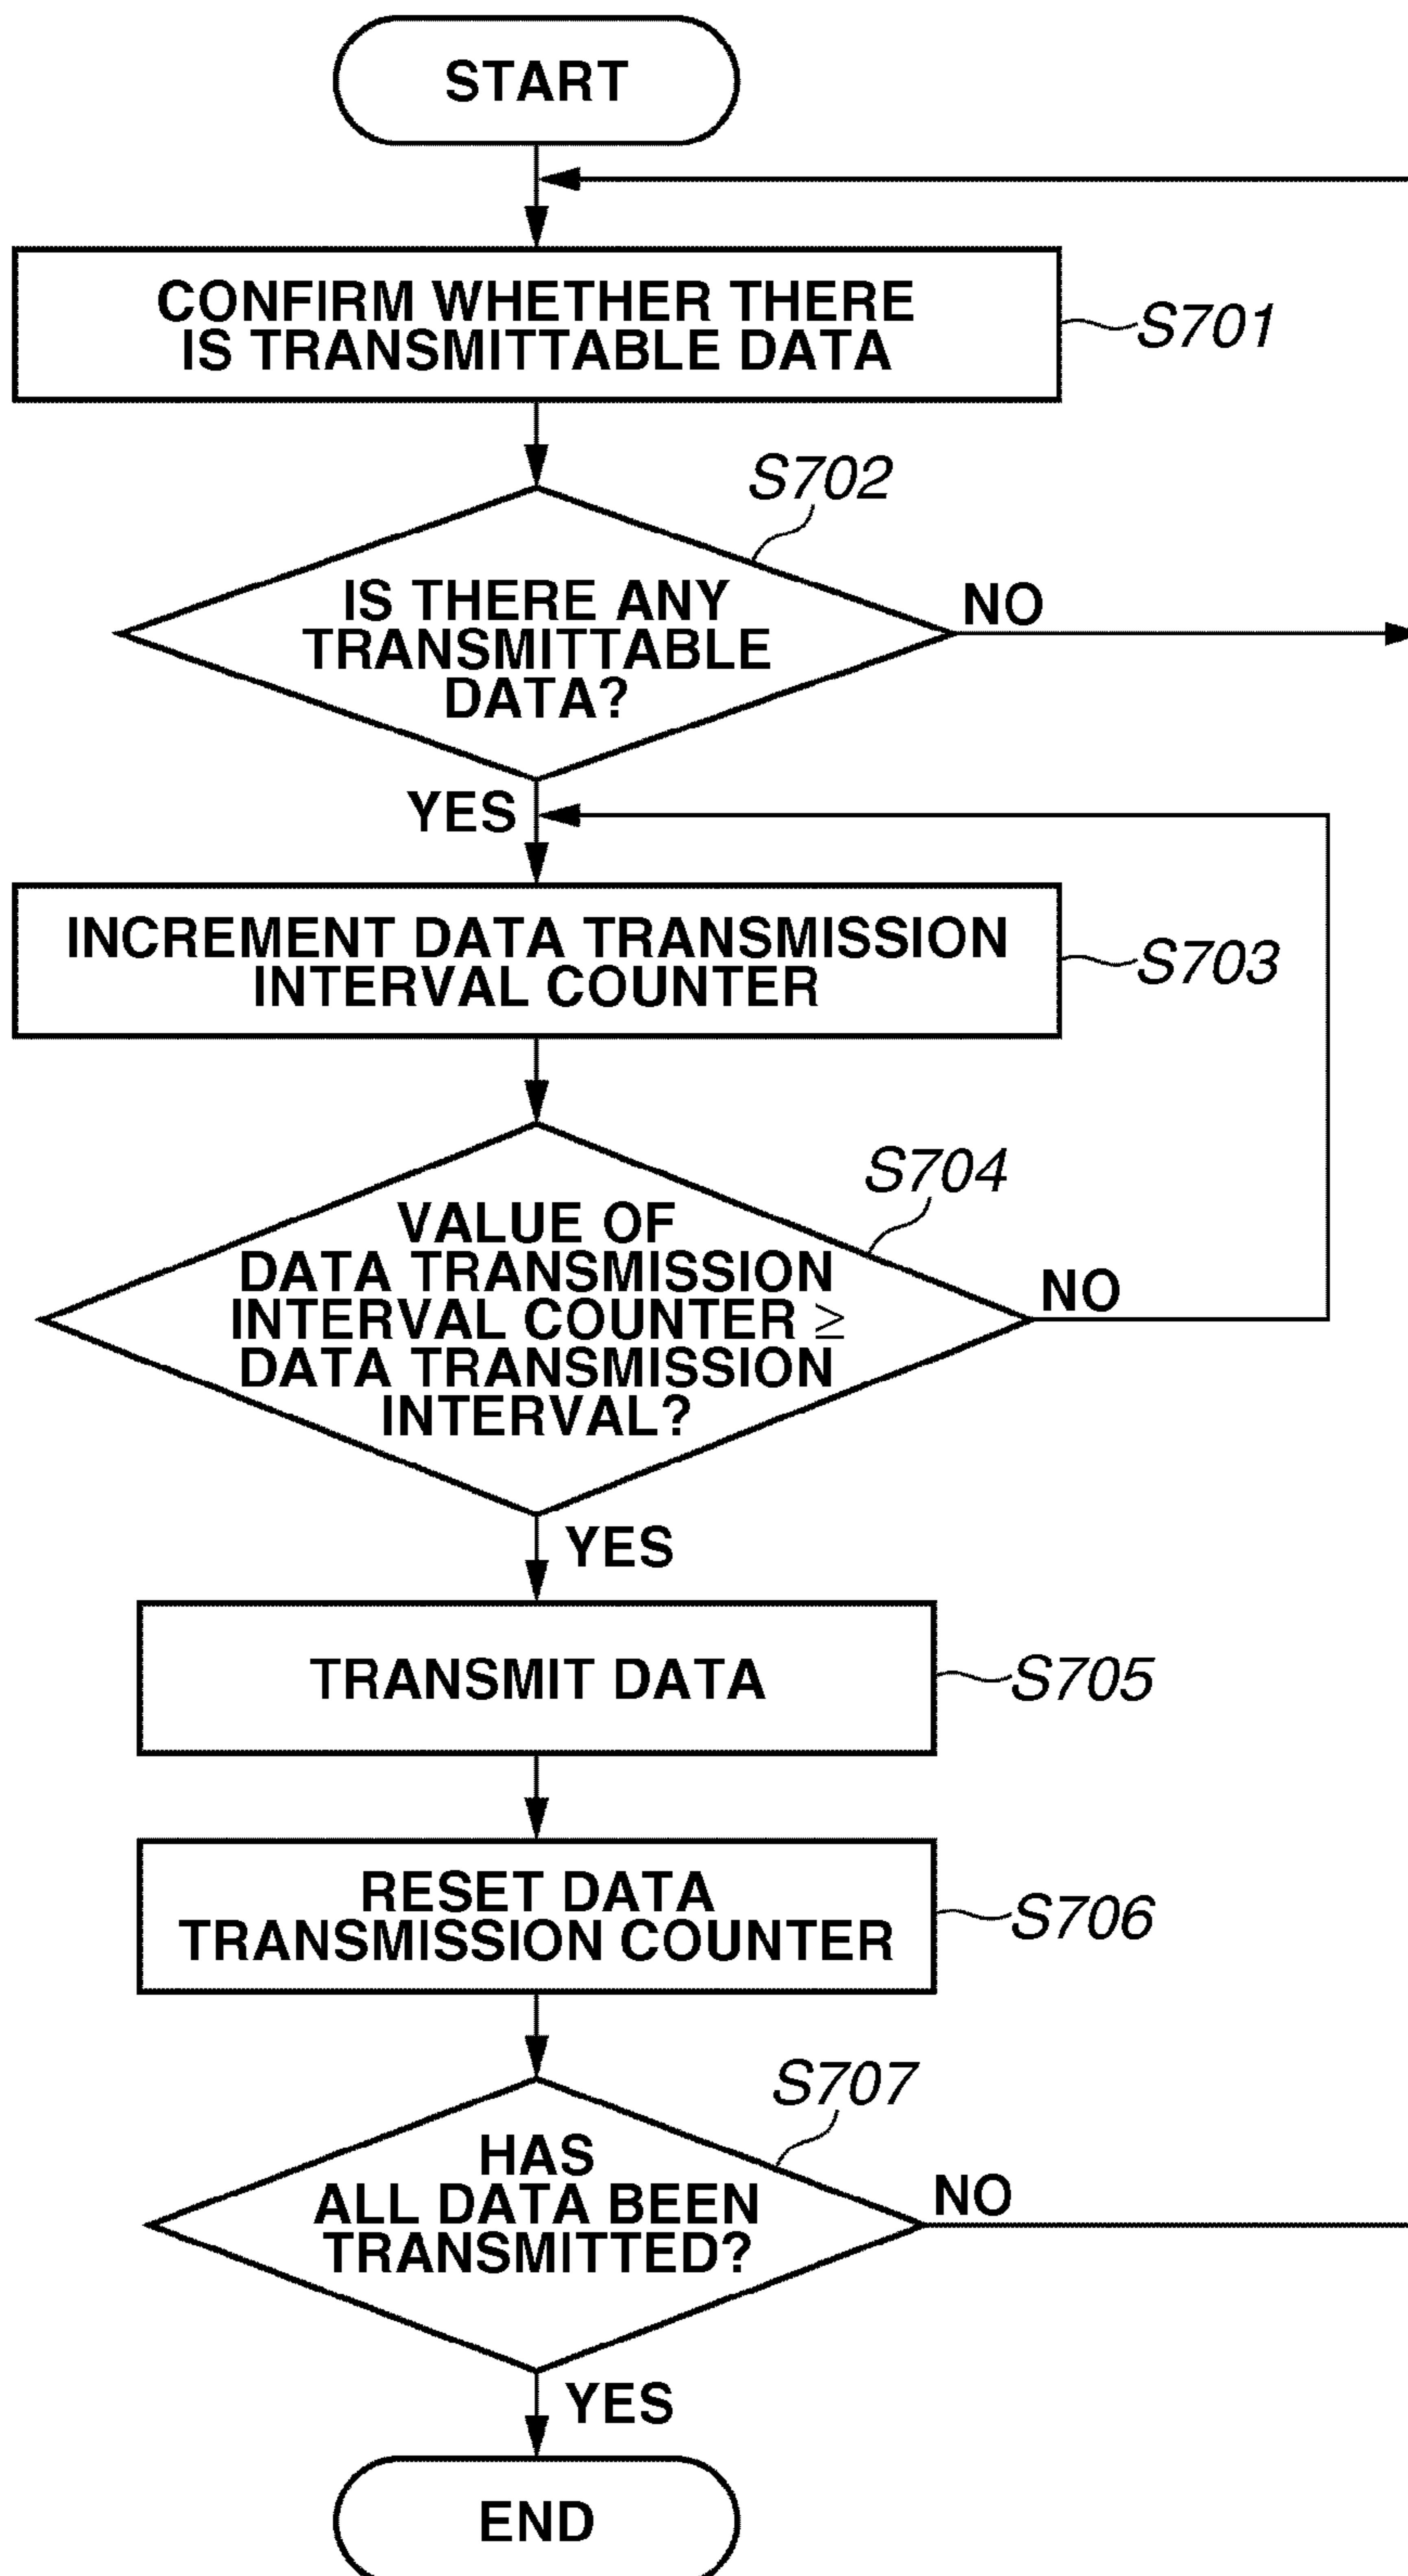 START
CONFIRM WHETHER THERE
IS TRANSMITTABLE DATA
S701
S702
IS THERE ANY
TRANSMITTABLE
DATA?
NO
YES
INCREMENT DATA TRANSMISSION
INTERVAL COUNTER
S703
S704
VALUE OF
DATA TRANSMISSION
INTERVAL COUNTER ≥
DATA TRANSMISSION
INTERVAL?
NO
YES
TRANSMIT DATA
S705
RESET DATA
TRANSMISSION COUNTER
S706
S707
HAS
ALL DATA BEEN
TRANSMITTED?
NO
YES
END